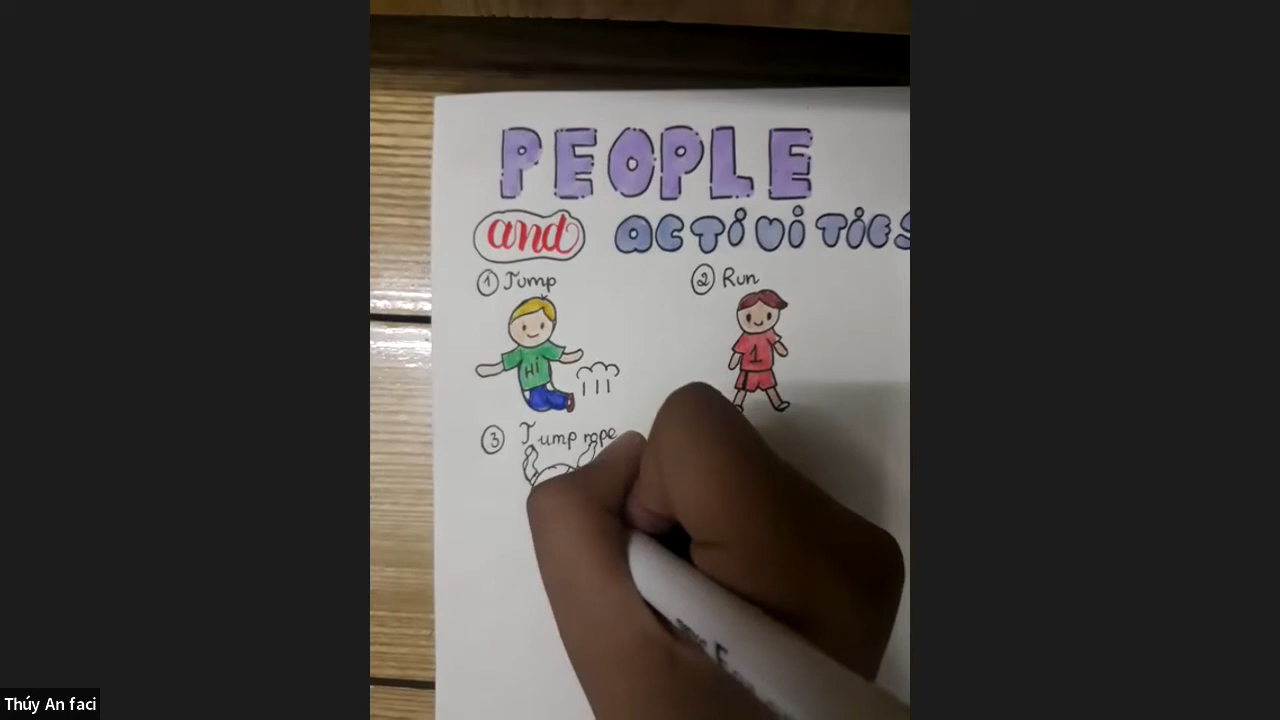 PEOPLE
and ACTIVITIES
1 Jump
2 Run
HI
1
3 Jump rope
Thúy An faci